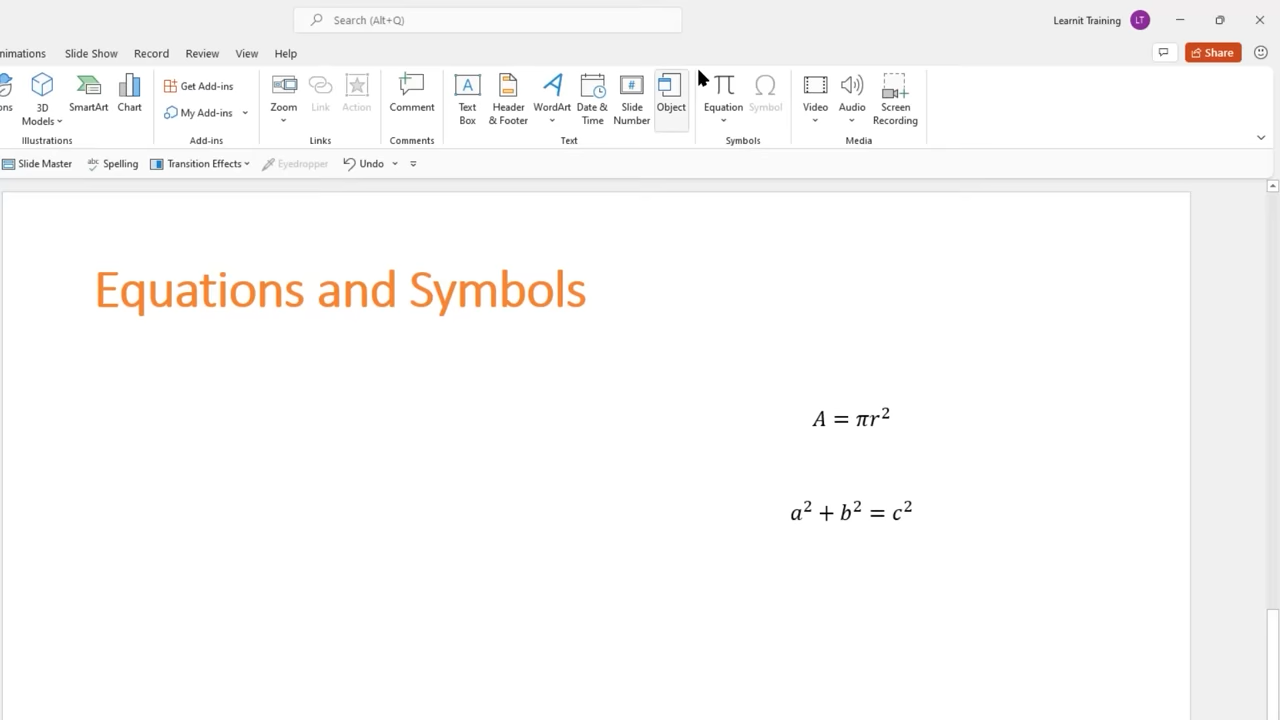 Search (Alt+Q)
Learnit Training LT
nimations Slide Show Record Review View Help
Share
ons 3D Models SmartArt Chart
Get Add-ins
My Add-ins
Zoom Link Action Comment Text Box Header & Footer WordArt Date & Time Slide Number Object Equation Symbol Video Audio Screen Recording
Illustrations Add-ins Links Comments Text Symbols Media
Slide Master abc Spelling Transition Effects Eyedropper Undo
Equations and Symbols
A = πr²
a² + b² = c²